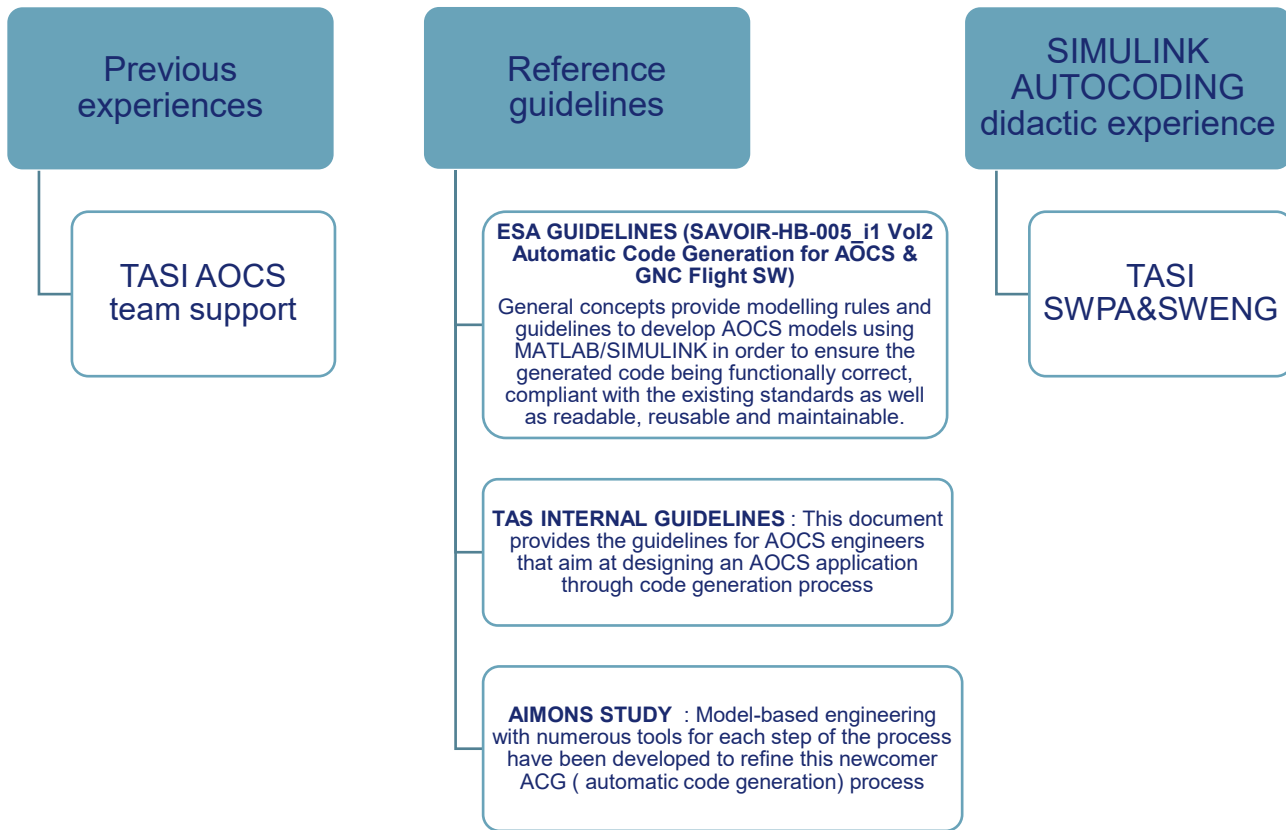 Previous
experiences
TASI AOCS
team support
Reference
guidelines
ESA GUIDELINES (SAVOIR-HB-005_i1 Vol2
Automatic Code Generation for AOCS &
GNC Flight SW)
General concepts provide modelling rules and
guidelines to develop AOCS models using
MATLAB/SIMULINK in order to ensure the
generated code being functionally correct,
compliant with the existing standards as well
as readable, reusable and maintainable.
TAS INTERNAL GUIDELINES : This document
provides the guidelines for AOCS engineers
that aim at designing an AOCS application
through code generation process
AIMONS STUDY : Model-based engineering
with numerous tools for each step of the process
have been developed to refine this newcomer
ACG ( automatic code generation) process
SIMULINK
AUTOCODING
didactic experience
TASI
SWPA&SWENG